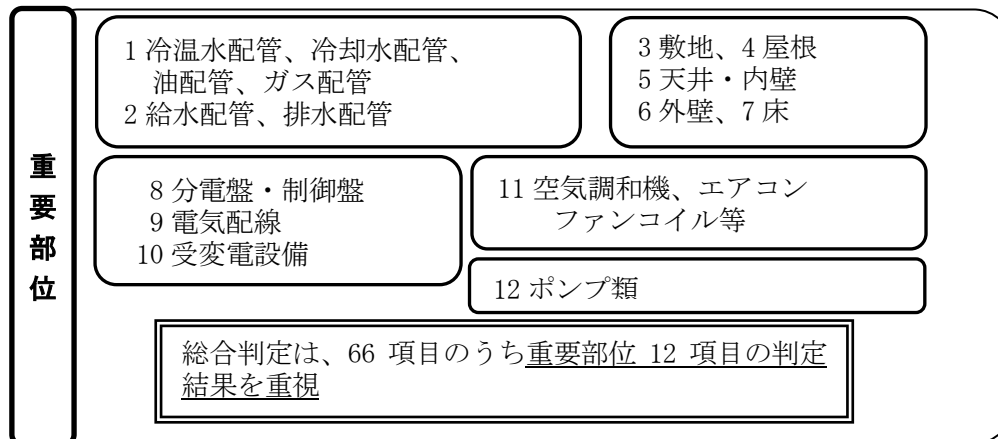 重要部位
1 冷温水配管、冷却水配管、
油配管、ガス配管
2 給水配管、排水配管
3 敷地、4 屋根
5 天井・内壁
6 外壁、7 床
8 分電盤・制御盤
9 電気配線
10 受変電設備
11 空気調和機、エアコン
ファンコイル等
12 ポンプ類
総合判定は、66 項目のうち重要部位 12 項目の判定
結果を重視